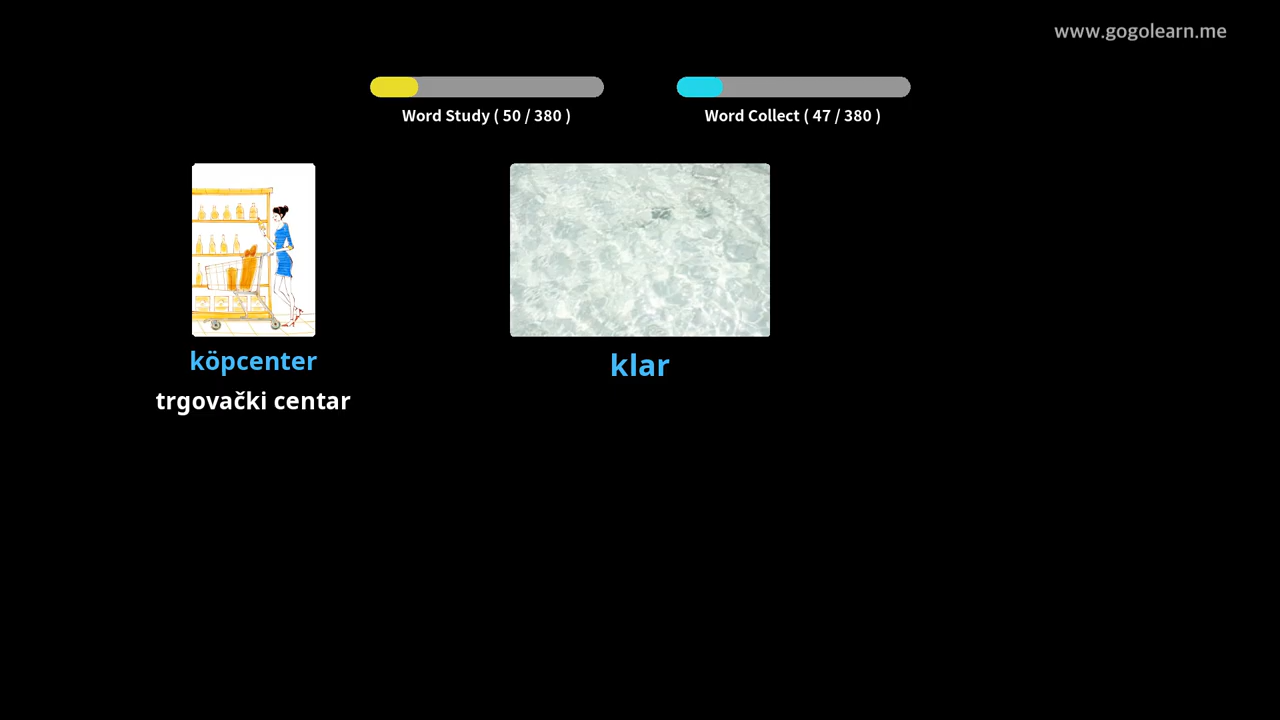 www.gogolearn.me
Word Study ( 50 / 380 )
Word Collect ( 47 / 380 )
köpcenter
trgovački centar
klar